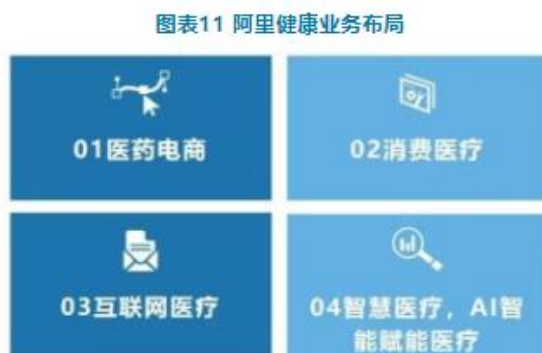 图表11 阿里健康业务布局
01医药电商
02消费医疗
03互联网医疗
04智慧医疗，AI智
能赋能医疗